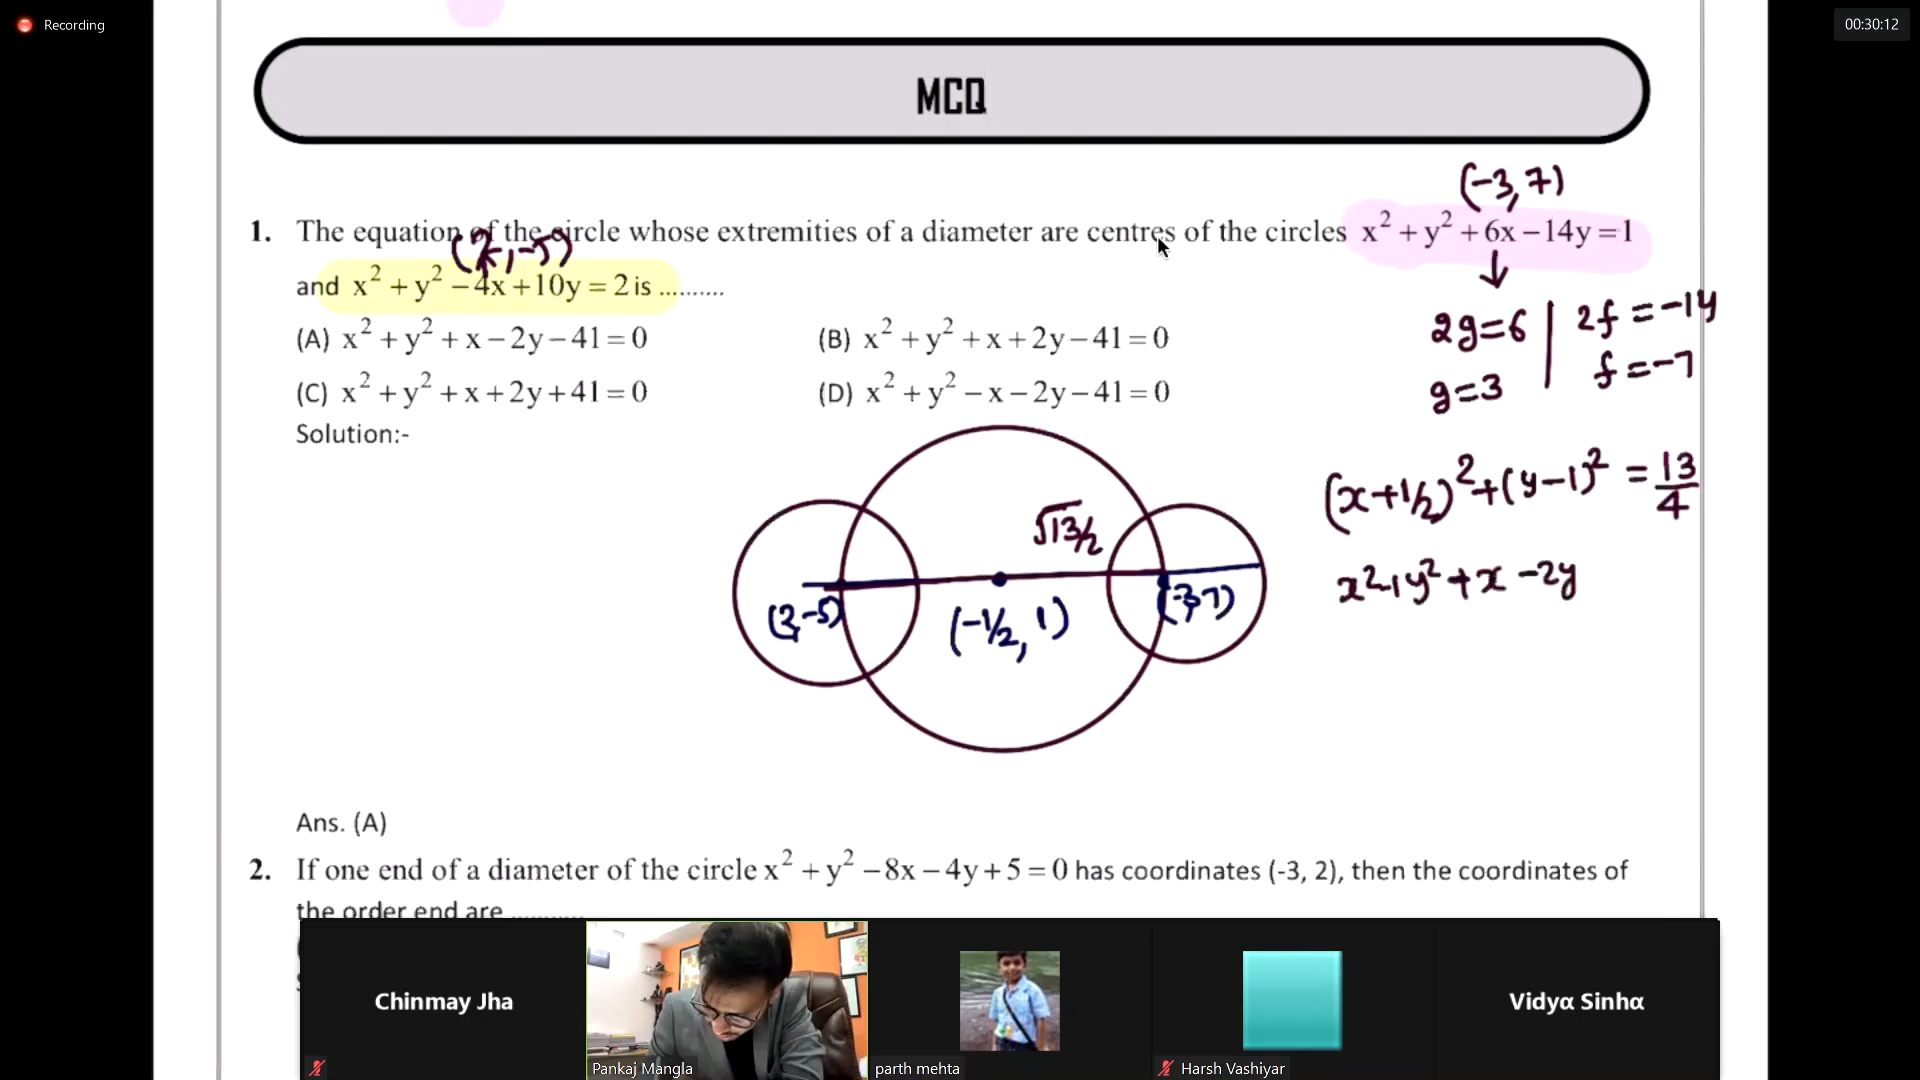 Recording
00:30:12
MCQ
(-3, 7)
1. The equation of the circle whose extremities of a diameter are centres of the circles x² + y² + 6x − 14y = 1
(2, -5)
and x² + y² − 4x + 10y = 2 is ..........
(A) x² + y² + x − 2y − 41 = 0 (B) x² + y² + x + 2y − 41 = 0
(C) x² + y² + x + 2y + 41 = 0 (D) x² + y² − x − 2y − 41 = 0
2g=6 | 2f = -14
g=3 | f = -7
Solution:-
(x+1/2)² + (y-1)² = 13/4
√13/2
x² + y² + x - 2y
(2, -5) (-1/2, 1) (-3, 7)
Ans. (A)
2. If one end of a diameter of the circle x² + y² − 8x − 4y + 5 = 0 has coordinates (-3, 2), then the coordinates of
the order end are ..........
Chinmay Jha
Pankaj Mangla
parth mehta
Harsh Vashiyar
Vidyα Sinhα